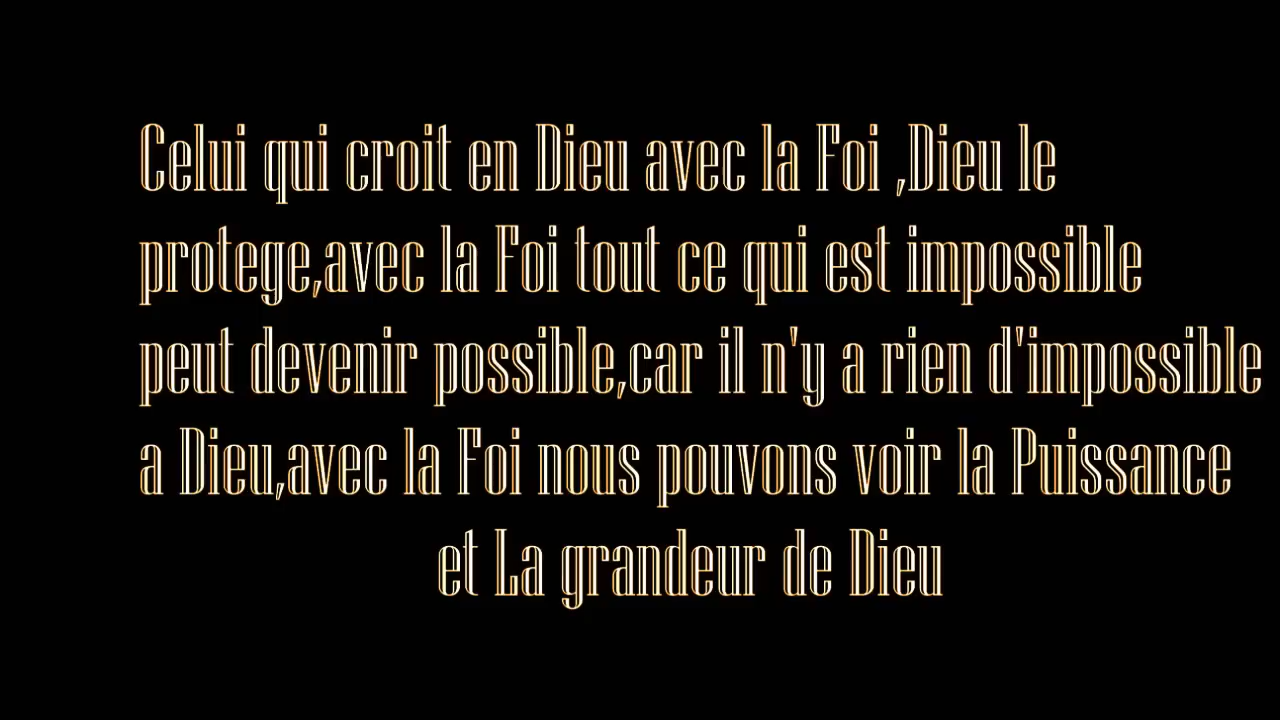 Celui qui croit en Dieu avec la Foi ,Dieu le
protege,avec la Foi tout ce qui est impossible
peut devenir possible,car il n'y a rien d'impossible
a Dieu,avec la Foi nous pouvons voir la Puissance
et La grandeur de Dieu